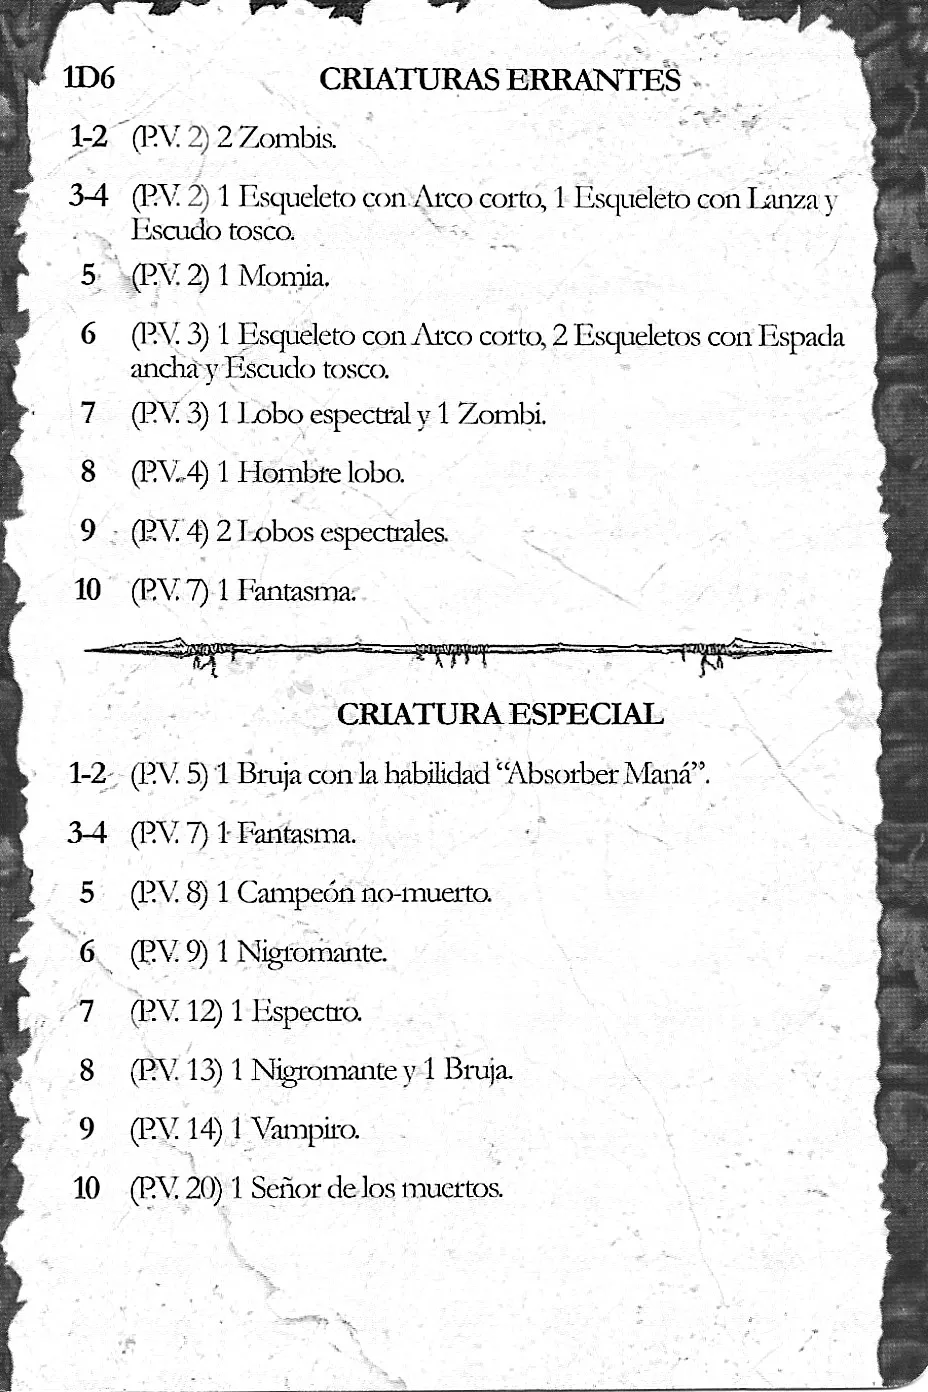 1D6 CRIATURAS ERRANTES
1-2 (P.V. 2) 2 Zombis.
3-4 (P.V. 2) 1 Esqueleto con Arco corto, 1 Esqueleto con Lanza y
Escudo tosco.
5 (P.V. 2) 1 Momia.
6 (P.V. 3) 1 Esqueleto con Arco corto, 2 Esqueletos con Espada
ancha y Escudo tosco.
7 (P.V. 3) 1 Lobo espectral y 1 Zombi.
8 (P.V. 4) 1 Hombre lobo.
9 (P.V. 4) 2 Lobos espectrales.
10 (P.V. 7) 1 Fantasma.
CRIATURA ESPECIAL
1-2 (P.V. 5) 1 Bruja con la habilidad “Absorber Maná”.
3-4 (P.V. 7) 1 Fantasma.
5 (P.V. 8) 1 Campeón no-muerto.
6 (P.V. 9) 1 Nigromante.
7 (P.V. 12) 1 Espectro.
8 (P.V. 13) 1 Nigromante y 1 Bruja.
9 (P.V. 14) 1 Vampiro.
10 (P.V. 20) 1 Señor de los muertos.